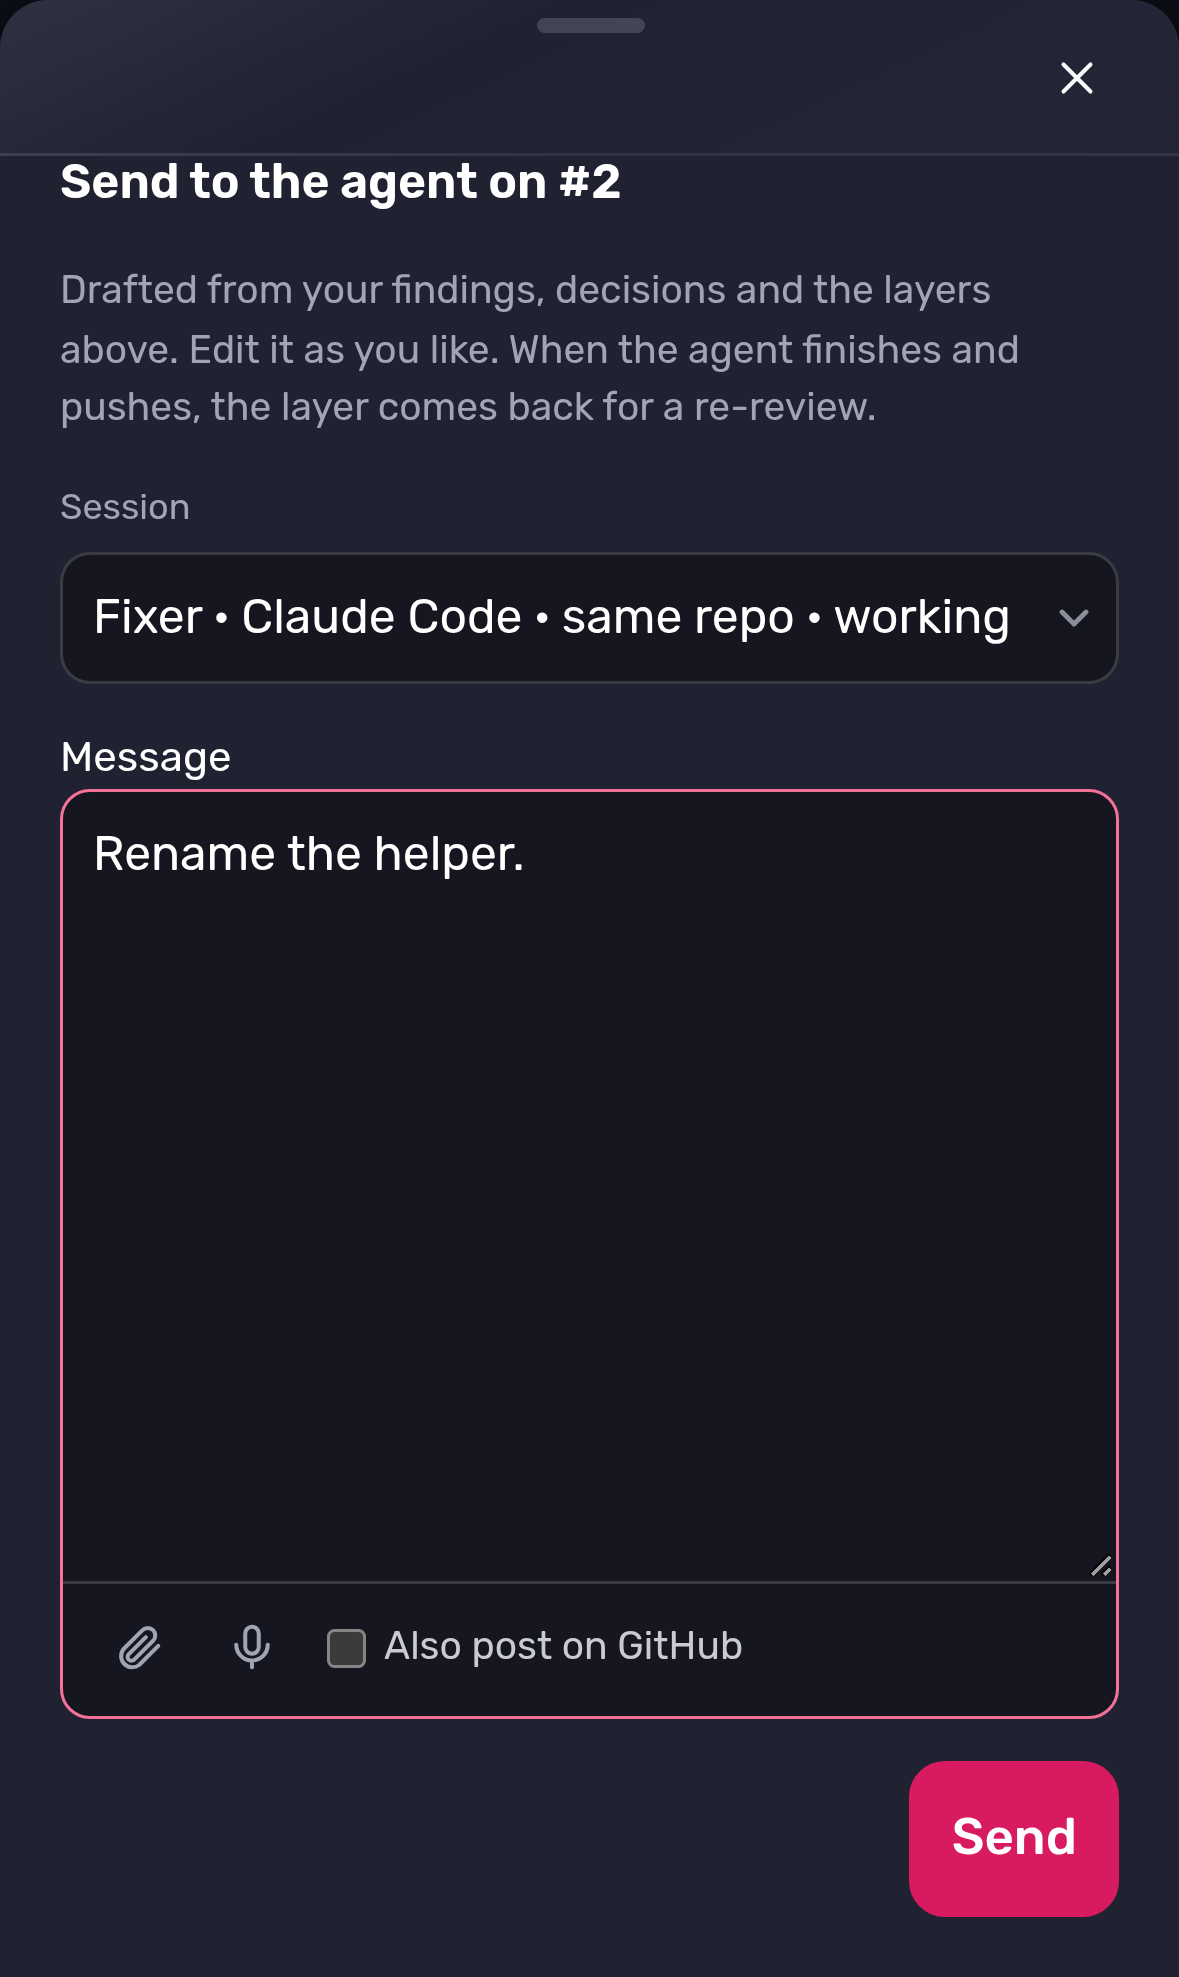 Send to the agent on #2
Drafted from your findings, decisions and the layers
above. Edit it as you like. When the agent finishes and
pushes, the layer comes back for a re-review.
Session
Fixer • Claude Code • same repo • working
Message
Rename the helper.
Also post on GitHub
Send